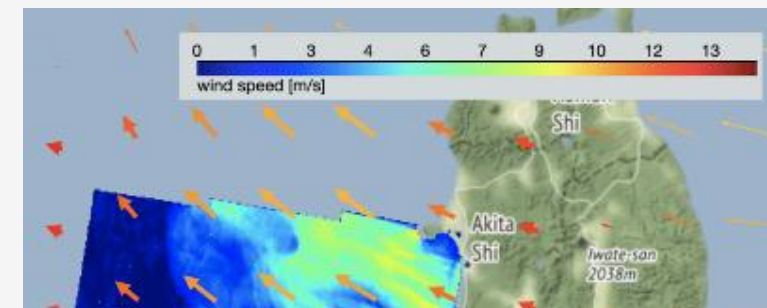 0 1 3 4 6 7 9 10 12 13
wind speed [m/s]
Shi
Akita
Shi
Iwate-san
2038m